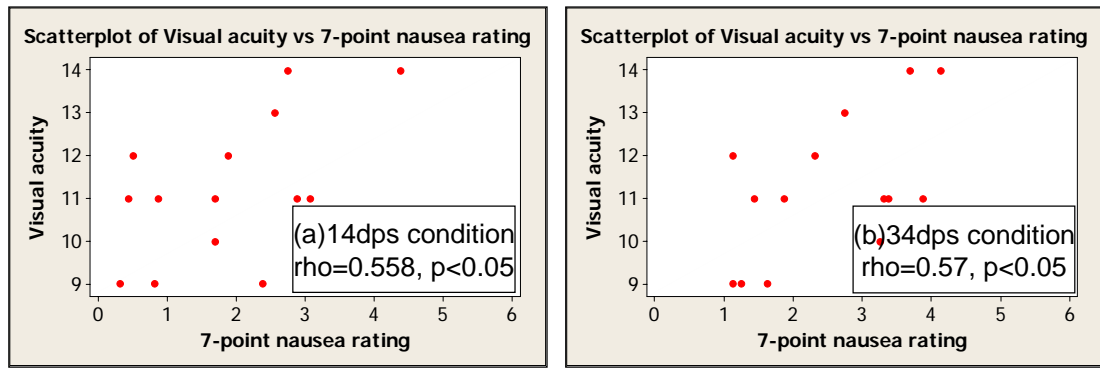 Scatterplot of Visual acuity vs 7-point nausea rating
Visual acuity
14
13
12
11
10
9
(a)14dps condition
rho=0.558, p<0.05
0 1 2 3 4 5 6
7-point nausea rating
Scatterplot of Visual acuity vs 7-point nausea rating
Visual acuity
14
13
12
11
10
9
(b)34dps condition
rho=0.57, p<0.05
0 1 2 3 4 5 6
7-point nausea rating